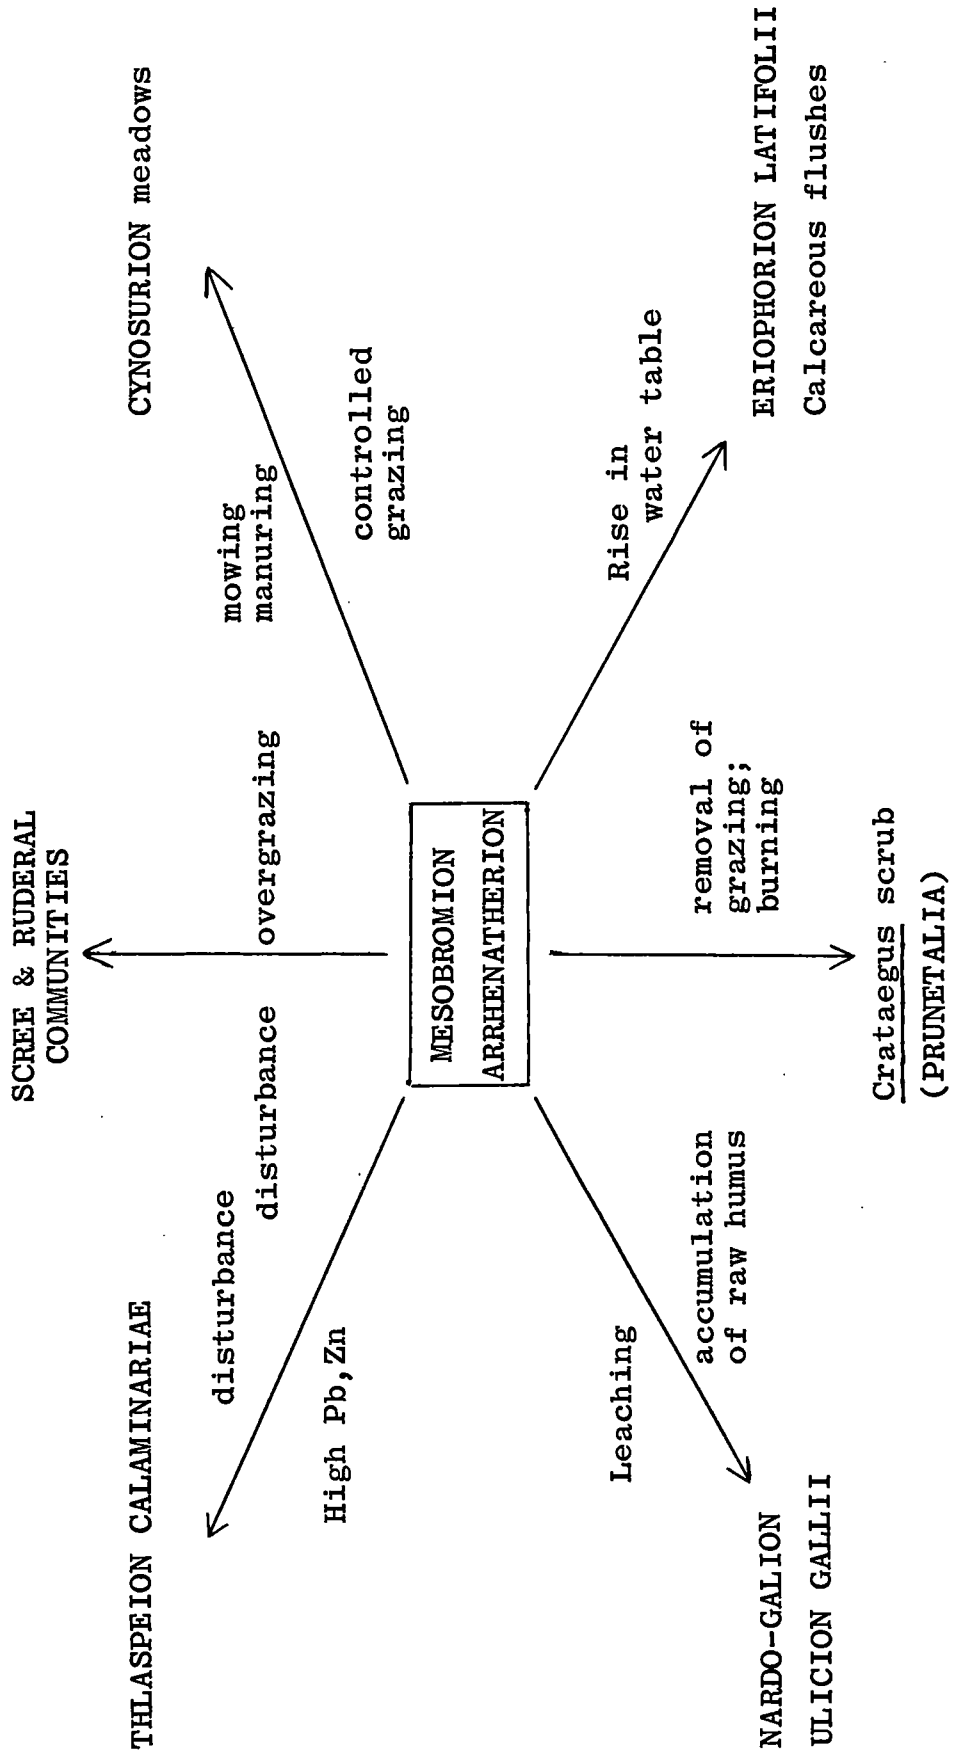 SCREE & RUDERAL
COMMUNITIES
THLASPEION CALAMINARIAE
CYNOSURION meadows
disturbance
High Pb,Zn
disturbance
overgrazing
mowing
manuring
controlled
grazing
MESOBROMION
ARRHENATHERION
Leaching
accumulation
of raw humus
removal of
grazing;
burning
Rise in
water table
NARDO-GALION
ULICION GALLII
Crataegus scrub
(PRUNETALIA)
ERIOPHORION LATIFOLII
Calcareous flushes